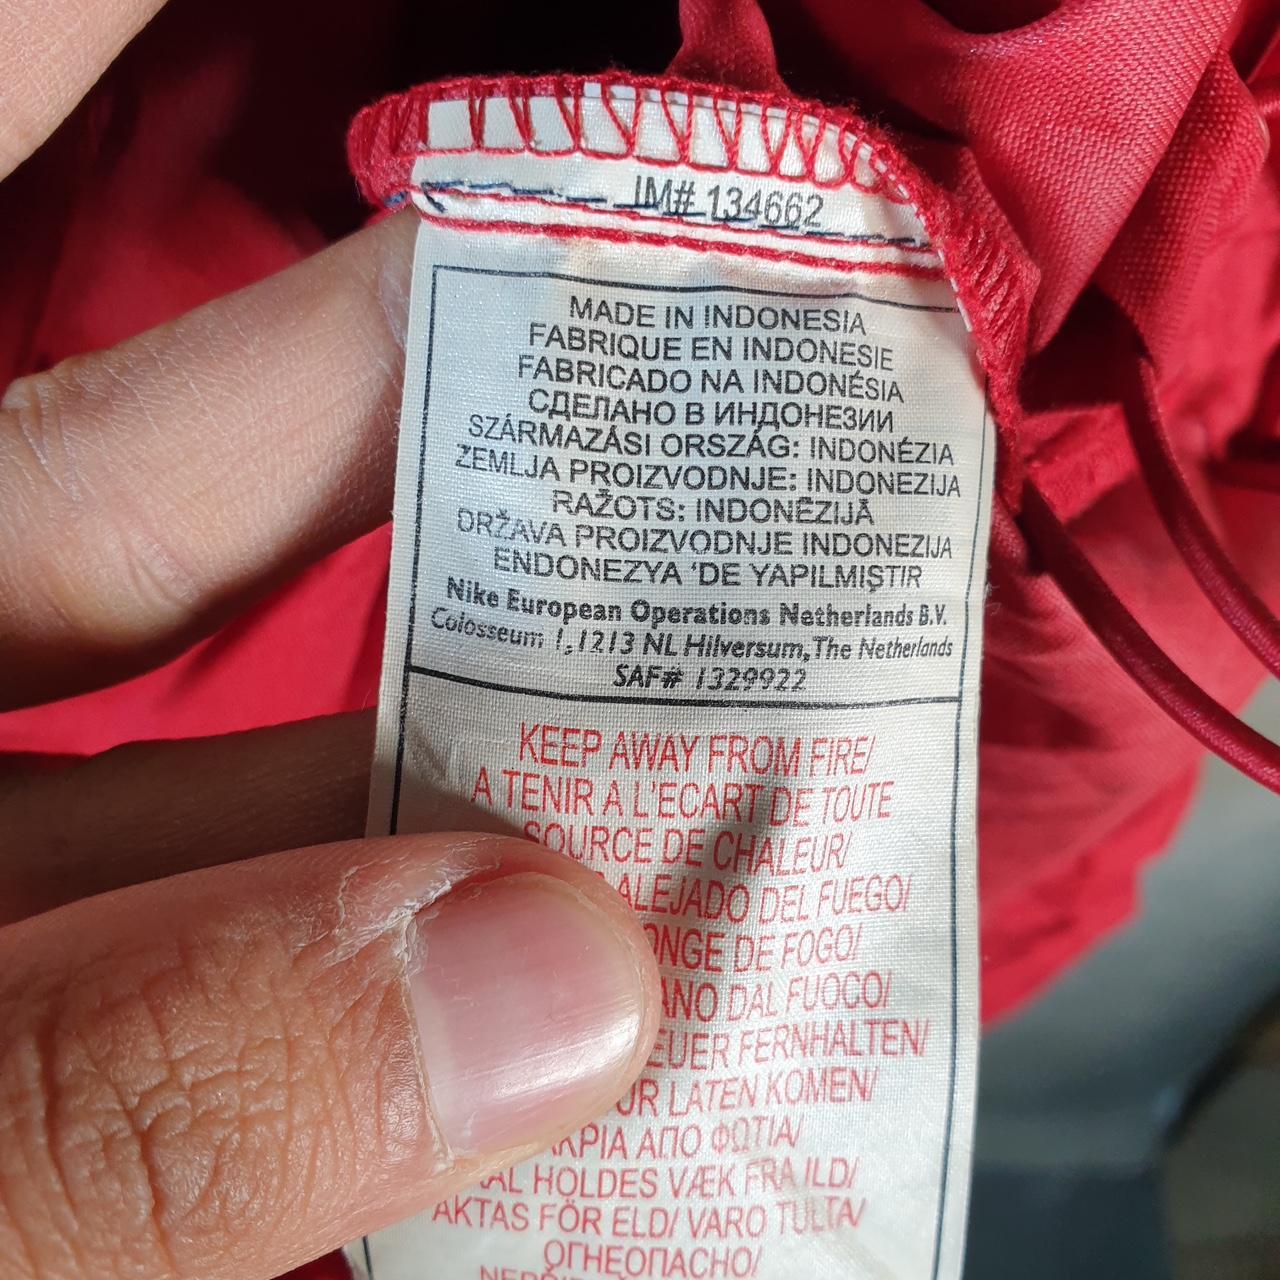 IM# 134662
MADE IN INDONESIA
FABRIQUE EN INDONESIE
FABRICADO NA INDONÉSIA
СДЕЛАНО В ИНДОНЕЗИИ
SZÁRMAZÁSI ORSZÁG: INDONÉZIA
ZEMLJA PROIZVODNJE: INDONEZIJA
RAŽOTS: INDONĒZIJĀ
DRŽAVA PROIZVODNJE INDONEZIJA
ENDONEZYA 'DE YAPILMIŞTIR
Nike European Operations Netherlands B.V.
Colosseum 1, 1213 NL Hilversum, The Netherlands
SAF# 1329922
KEEP AWAY FROM FIRE/
A TENIR A L'ECART DE TOUTE
SOURCE DE CHALEUR/
ALEJADO DEL FUEGO/
DE FOGO/
DAL FUOCO/
FERNHALTEN/
LATEN KOMEN/
ΑΠΟ ΦΩΤΙΑ/
HOLDES VÆK FRA ILD/
AKTAS FÖR ELD/ VARO TULTA/
ОГНЕОПАСНО/